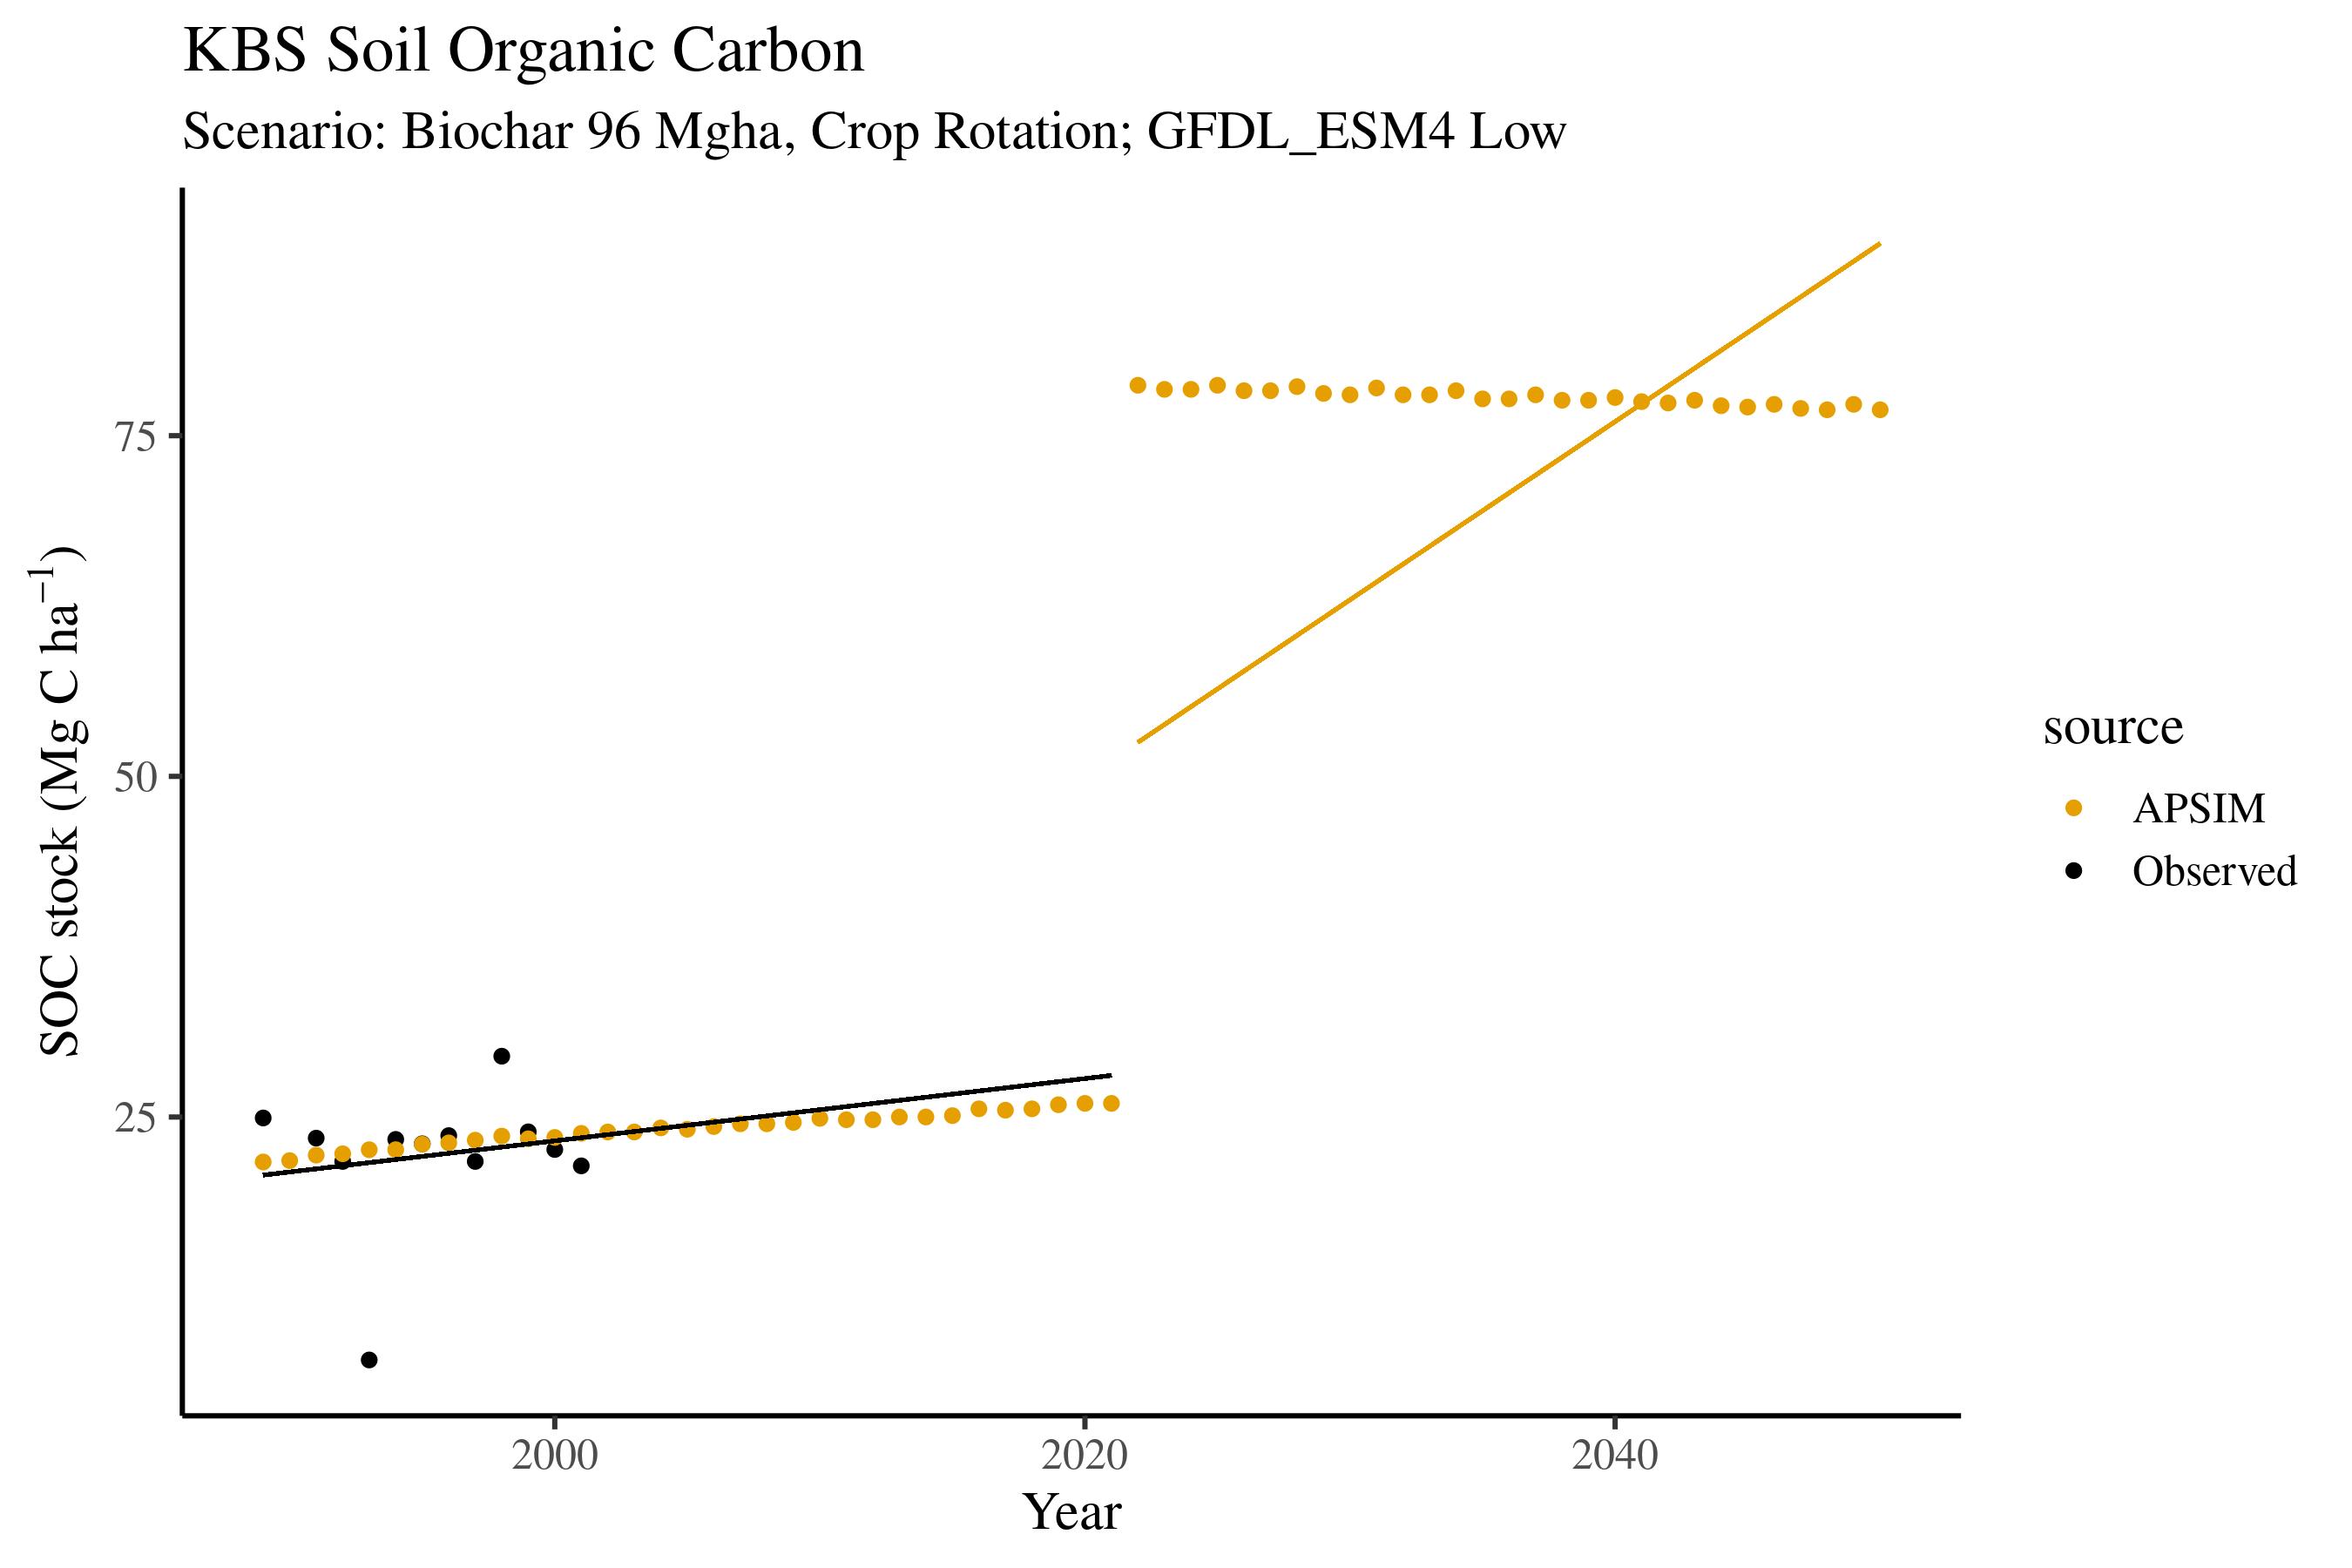 KBS Soil Organic Carbon
Scenario: Biochar 96 Mgha, Crop Rotation; GFDL_ESM4 Low
SOC stock (Mg C ha⁻¹)
75
50
25
2000
2020
2040
Year
source
APSIM
Observed